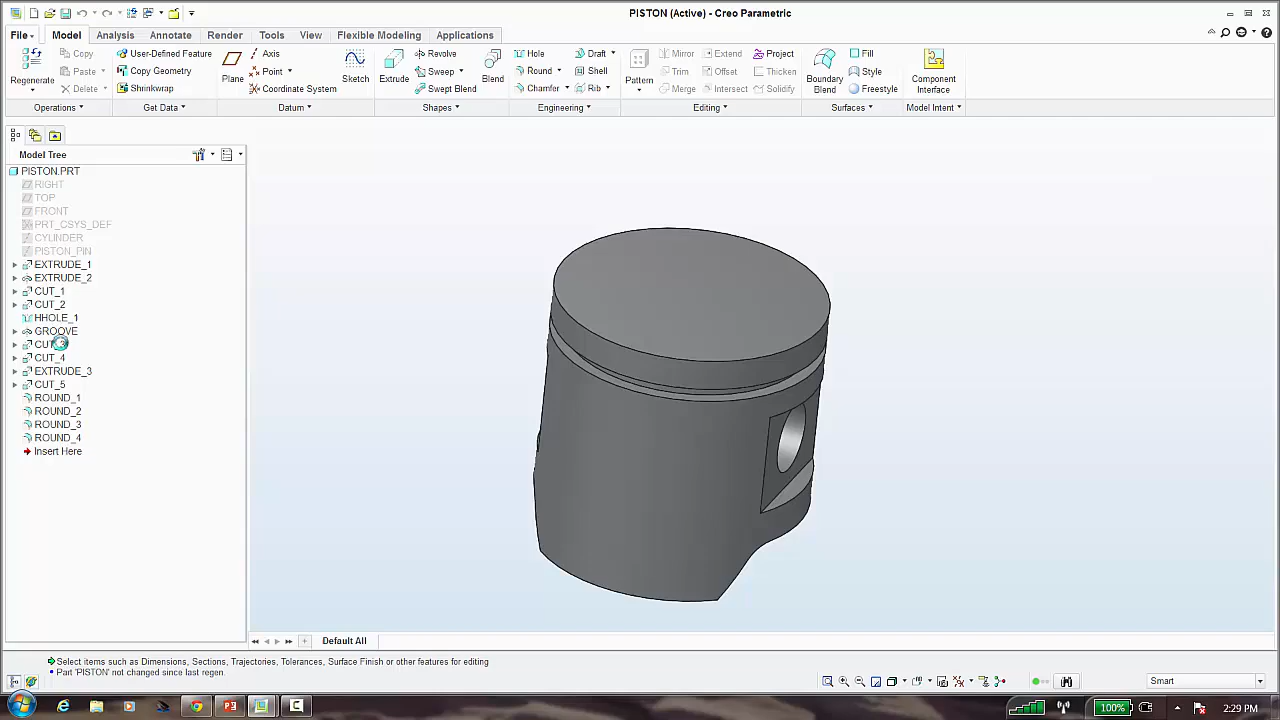 PISTON (Active) - Creo Parametric
File Model Analysis Annotate Render Tools View Flexible Modeling Applications
Regenerate
Copy
Paste
Delete
Operations
User-Defined Feature
Copy Geometry
Shrinkwrap
Get Data
Plane
Axis
Point
Coordinate System
Sketch
Datum
Extrude
Revolve
Sweep
Swept Blend
Blend
Shapes
Hole
Round
Chamfer
Draft
Shell
Rib
Engineering
Pattern
Mirror
Trim
Merge
Extend
Offset
Intersect
Project
Thicken
Solidify
Editing
Boundary
Blend
Fill
Style
Freestyle
Surfaces
Component
Interface
Model Intent
Model Tree
PISTON.PRT
RIGHT
TOP
FRONT
PRT_CSYS_DEF
CYLINDER
PISTON_PIN
EXTRUDE_1
EXTRUDE_2
CUT_1
CUT_2
HHOLE_1
GROOVE
CUT_3
CUT_4
EXTRUDE_3
CUT_5
ROUND_1
ROUND_2
ROUND_3
ROUND_4
Insert Here
Default All
Select items such as Dimensions, Sections, Trajectories, Tolerances, Surface Finish or other features for editing
Part 'PISTON' not changed since last regen.
Smart
100%
2:29 PM